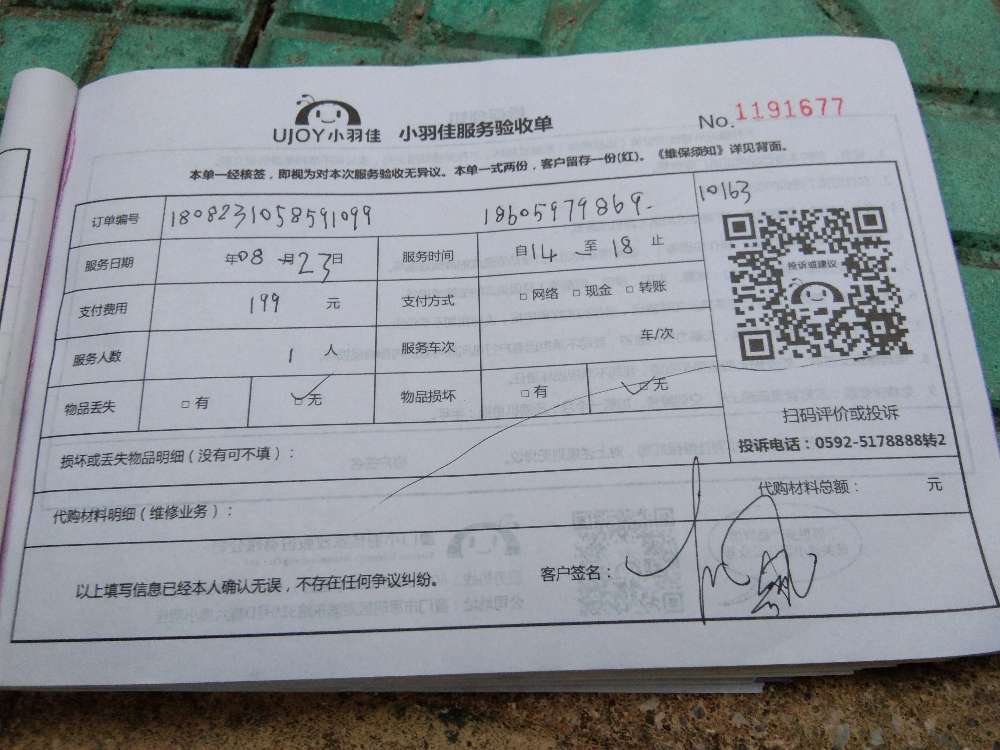 UJOY小羽佳 小羽佳服务验收单 No.1191677
本单一经核签，即视为对本次服务验收无异议。本单一式两份，客户留存一份(红)。《维保须知》详见背面。
订单编号 1808231058591099 18605979869 10163
服务日期 年08月23日 服务时间 自14至18止
投诉或建议
支付费用 199 元 支付方式 □网络 □现金 □转账
服务人数 1 人 服务车次 车/次
物品丢失 □有 □无 物品损坏 □有 □无
扫码评价或投诉
投诉电话：0592-5178888转2
损坏或丢失物品明细（没有可不填）：
代购材料明细（维修业务）： 代购材料总额： 元
以上填写信息已经本人确认无误，不存在任何争议纠纷。 客户签名：